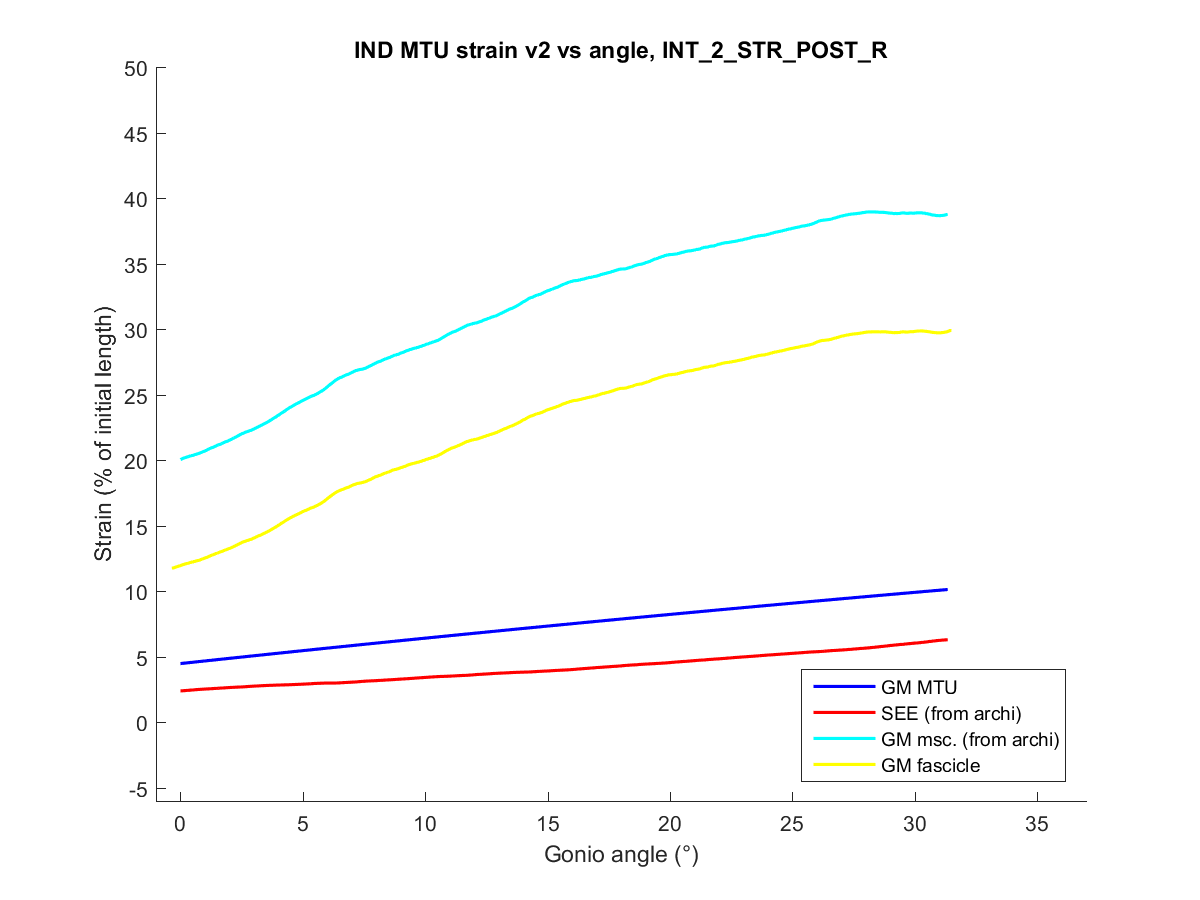 IND MTU strain v2 vs angle, INT_2_STR_POST_R
50
45
40
35
30
25
20
15
10
5
0
-5
Strain (% of initial length)
0 5 10 15 20 25 30 35
Gonio angle (°)
GM MTU
SEE (from archi)
GM msc. (from archi)
GM fascicle